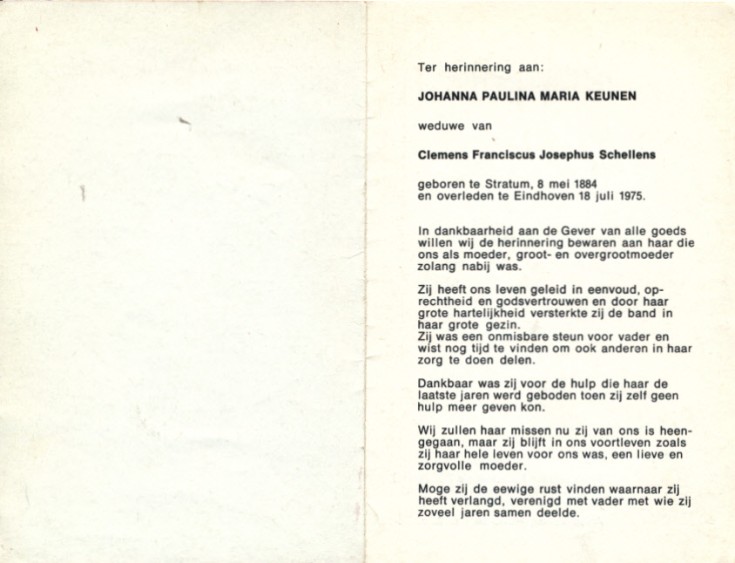 Ter herinnering aan:
JOHANNA PAULINA MARIA KEUNEN
weduwe van
Clemens Franciscus Josephus Schellens
geboren te Stratum, 8 mei 1884
en overleden te Eindhoven 18 juli 1975.
In dankbaarheid aan de Gever van alle goeds
willen wij de herinnering bewaren aan haar die
ons als moeder, groot- en overgrootmoeder
zolang nabij was.
Zij heeft ons leven geleid in eenvoud, op-
rechtheid en godsvertrouwen en door haar
grote hartelijkheid versterkte zij de band in
haar grote gezin.
Zij was een onmisbare steun voor vader en
wist nog tijd te vinden om ook anderen in haar
zorg te doen delen.
Dankbaar was zij voor de hulp die haar de
laatste jaren werd geboden toen zij zelf geen
hulp meer geven kon.
Wij zullen haar missen nu zij van ons is heen-
gegaan, maar zij blijft in ons voortleven zoals
zij haar hele leven voor ons was, een lieve en
zorgvolle moeder.
Moge zij de eewige rust vinden waarnaar zij
heeft verlangd, verenigd met vader met wie zij
zoveel jaren samen deelde.